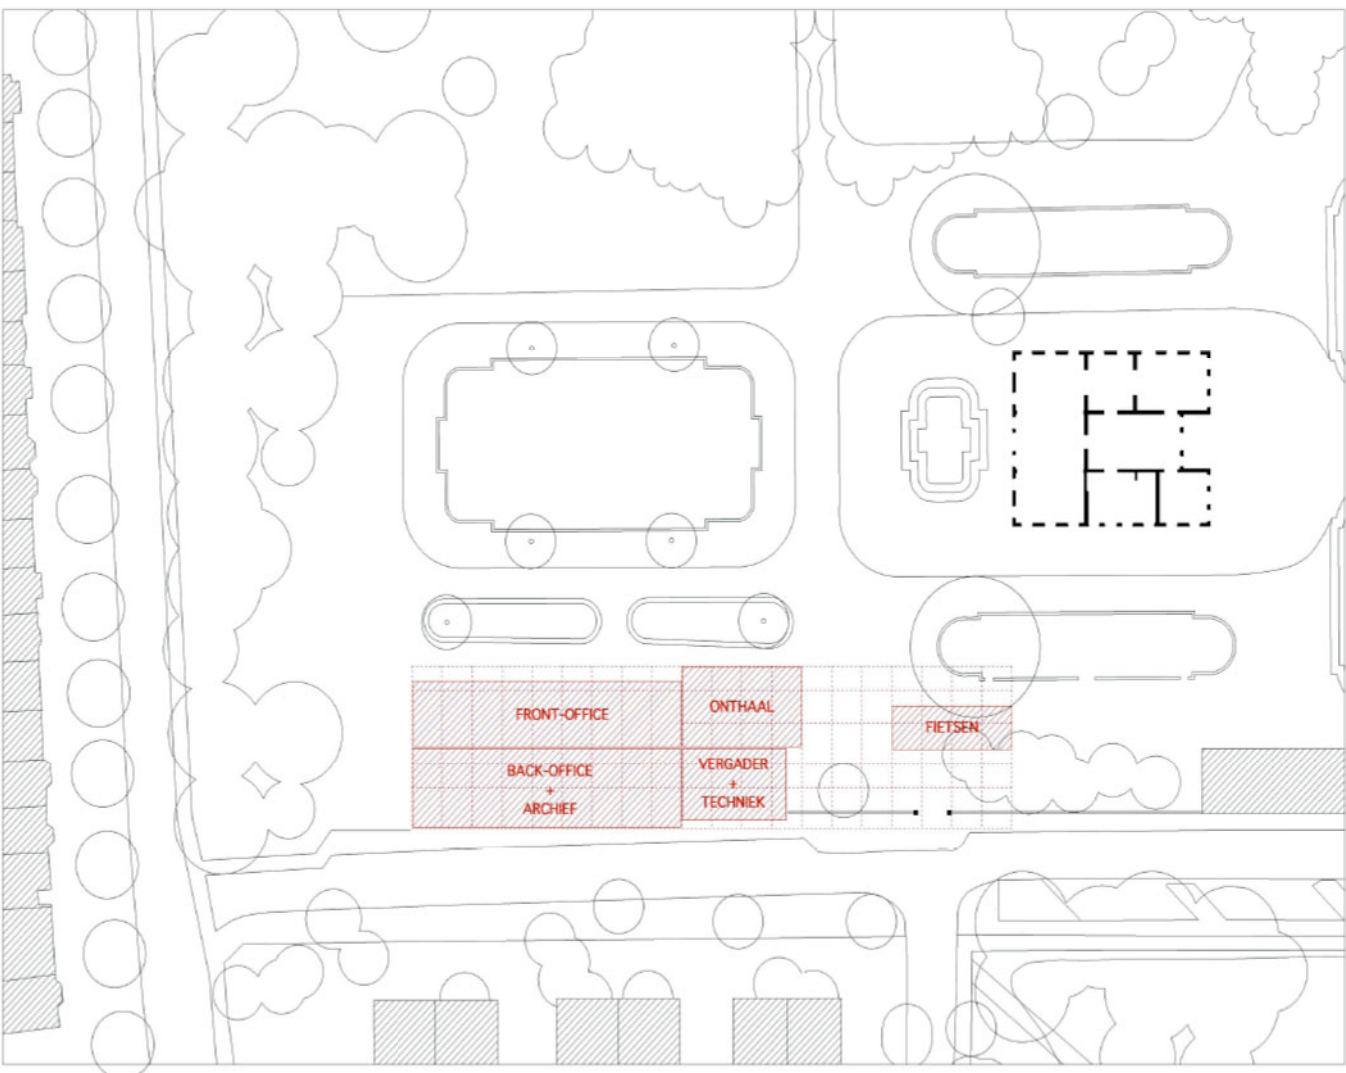 FRONT-OFFICE
ONTHAAL
FIETSEN
BACK-OFFICE
+
ARCHIEF
VERGADER
+
TECHNIEK